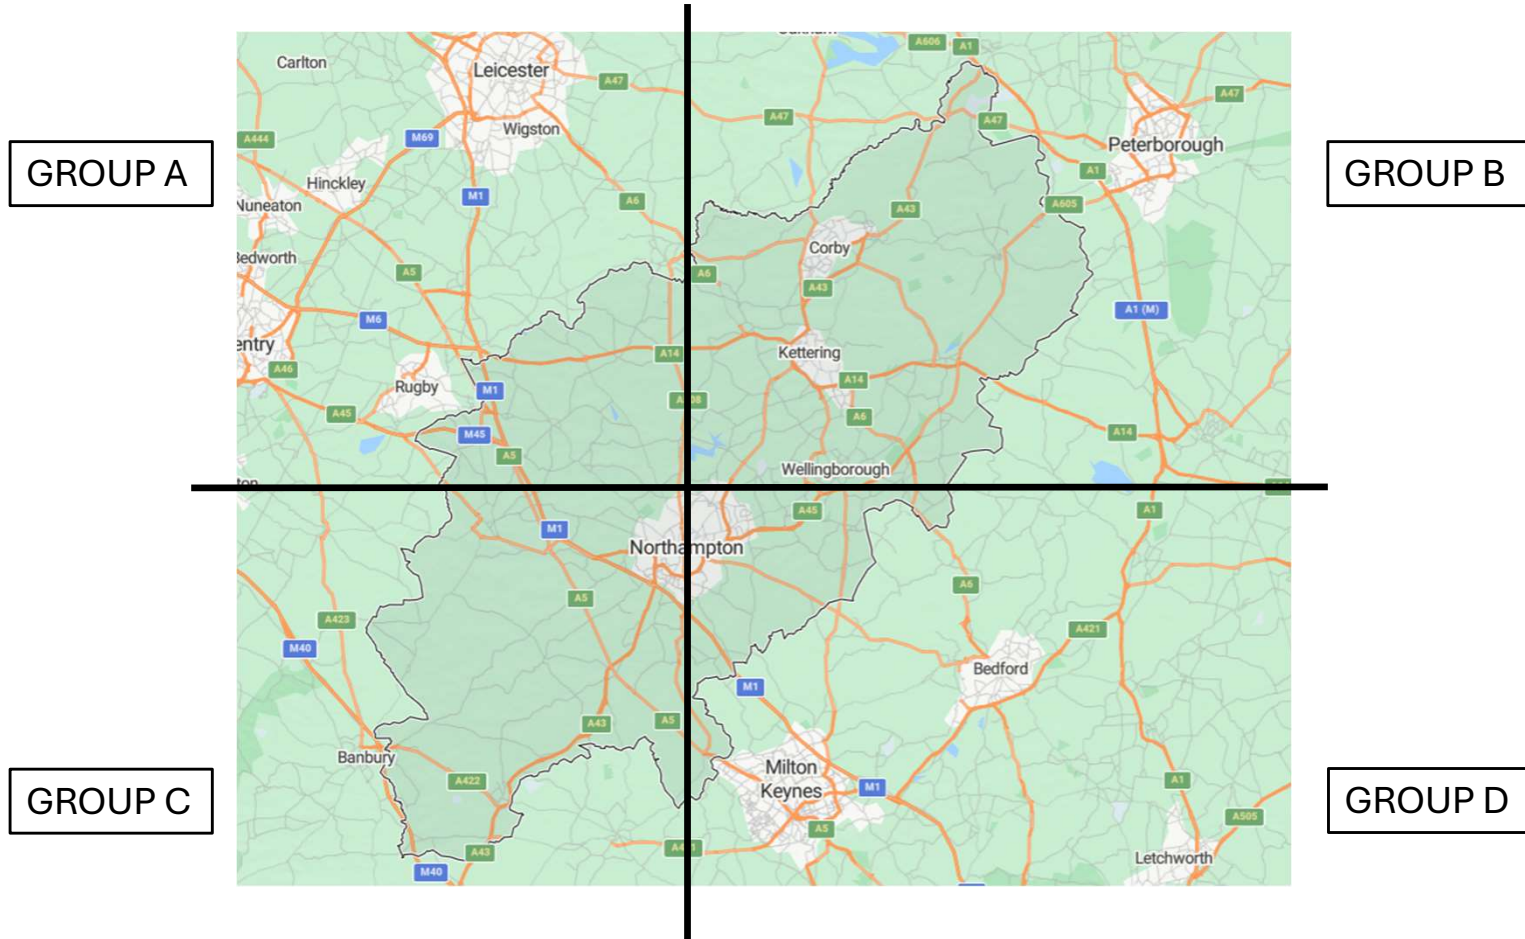 GROUP A
GROUP B
GROUP C
GROUP D
Carlton
Leicester
A47
Wigston
A444
M69
Hinckley
M1
A6
Nuneaton
Bedworth
A5
M6
entry
A46
Rugby
M1
A14
A45
M45
A5
A606
A1
A47
A47
A47
Peterborough
A1
A43
A605
Corby
A6
A43
A1 (M)
Kettering
A14
A6
A14
Wellingborough
ton
M1
Northampton
A45
A1
A5
A6
A423
A421
M40
Bedford
M1
A43
A5
Banbury
A422
Milton
Keynes
M1
A1
A5
A505
A43
M40
Letchworth